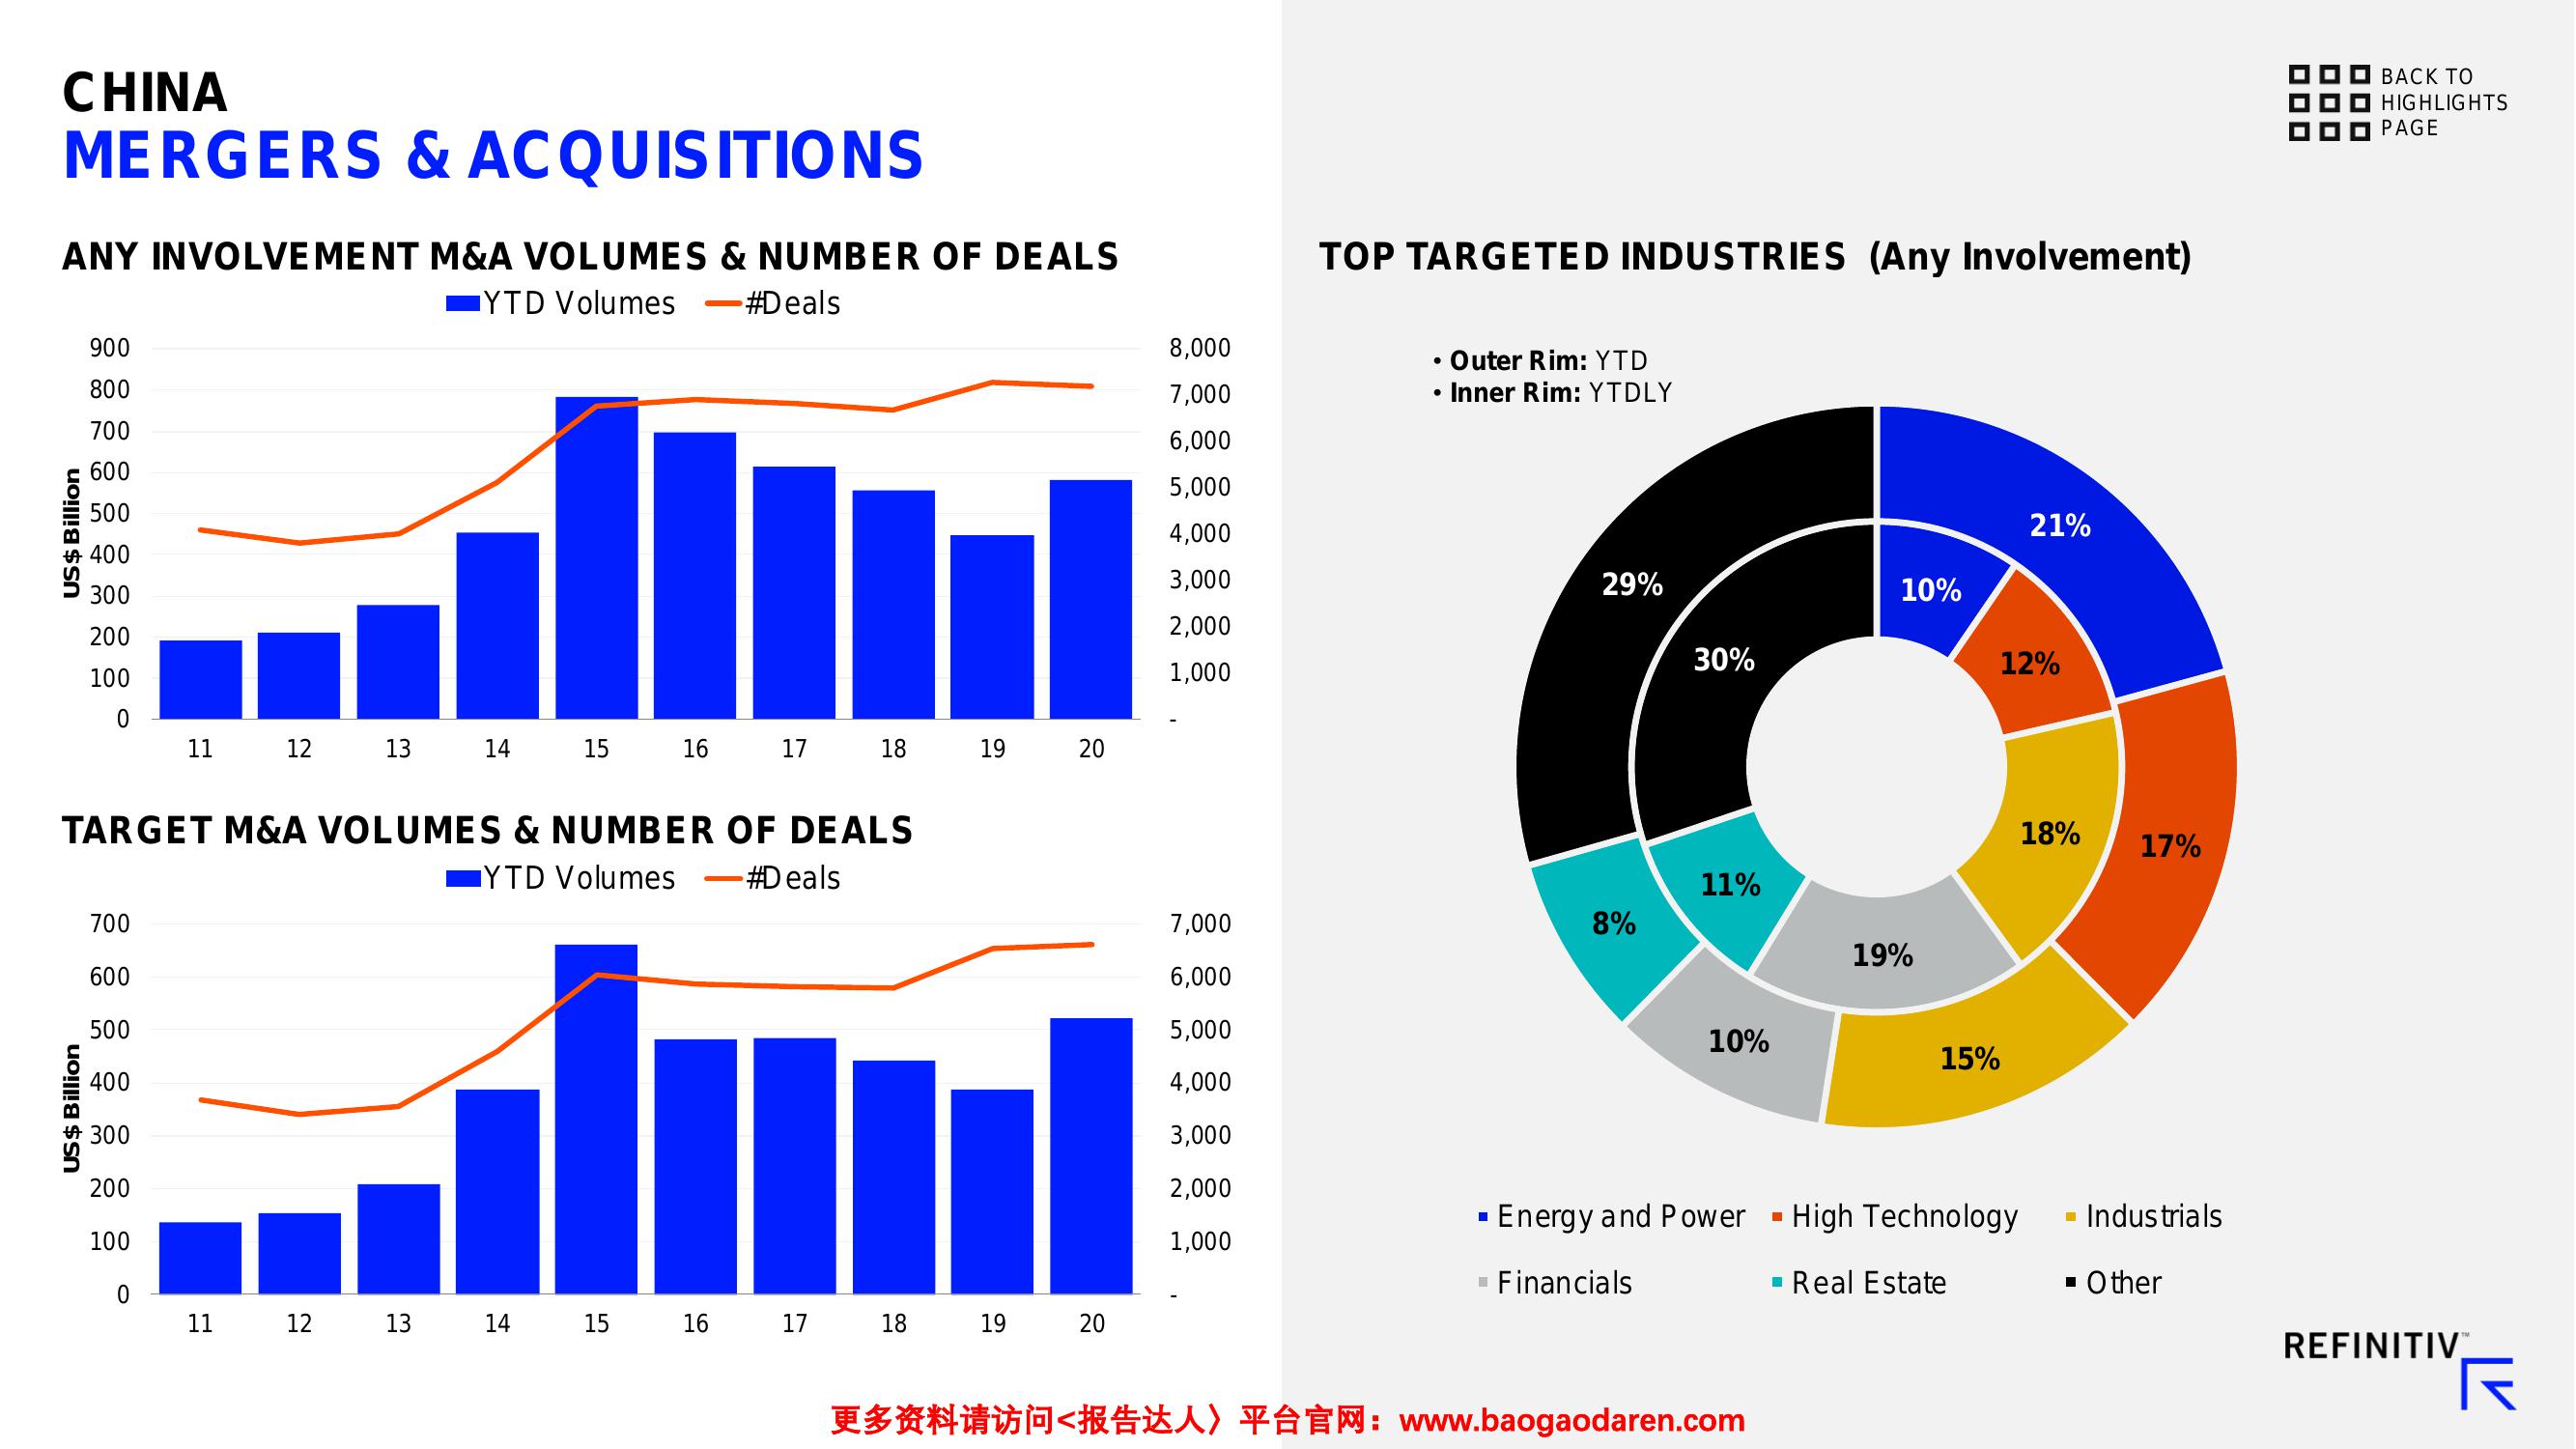 CHINA
MERGERS & ACQUISITIONS
BACK TO
HIGHLIGHTS
PAGE
ANY INVOLVEMENT M&A VOLUMES & NUMBER OF DEALS
YTD Volumes #Deals
US$ Billion
900
800
700
600
500
400
300
200
100
0
8,000
7,000
6,000
5,000
4,000
3,000
2,000
1,000
-
11 12 13 14 15 16 17 18 19 20
TARGET M&A VOLUMES & NUMBER OF DEALS
YTD Volumes #Deals
US$ Billion
700
600
500
400
300
200
100
0
7,000
6,000
5,000
4,000
3,000
2,000
1,000
-
11 12 13 14 15 16 17 18 19 20
TOP TARGETED INDUSTRIES (Any Involvement)
• Outer Rim: YTD
• Inner Rim: YTDLY
21%
17%
15%
10%
8%
29%
10%
12%
18%
19%
11%
30%
Energy and Power High Technology Industrials
Financials Real Estate Other
REFINITIV™
更多资料请访问<报告达人〉平台官网：www.baogaodaren.com